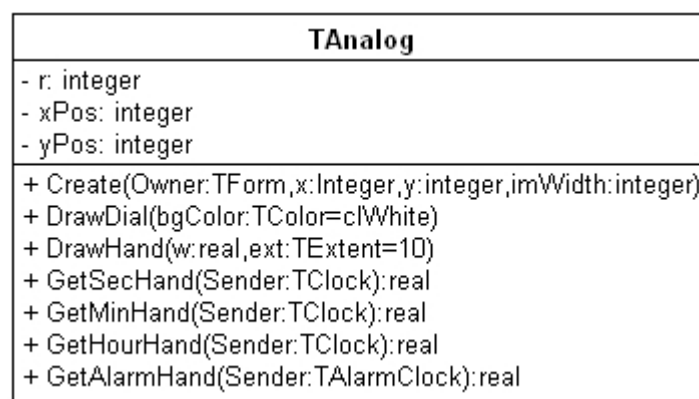 TAnalog
- r: integer
- xPos: integer
- yPos: integer
+ Create(Owner:TForm,x:Integer,y:integer,imWidth:integer)
+ DrawDial(bgColor:TColor=clWhite)
+ DrawHand(w:real,ext:TExtent=10)
+ GetSecHand(Sender:TClock):real
+ GetMinHand(Sender:TClock):real
+ GetHourHand(Sender:TClock):real
+ GetAlarmHand(Sender:TAlarmClock):real